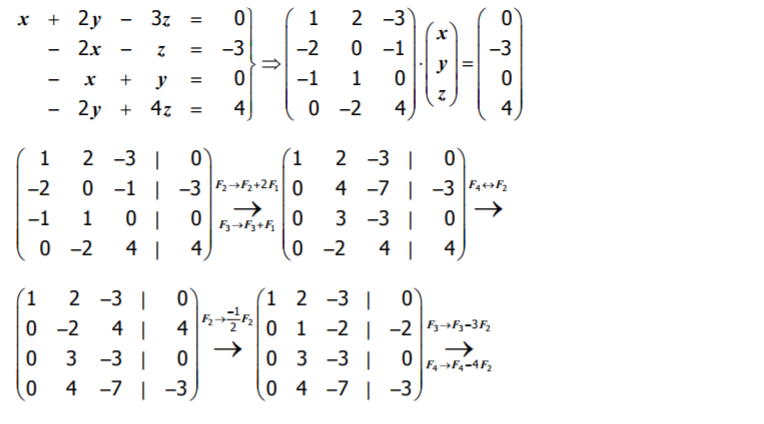 x + 2y − 3z = 0
− 2x − z = −3
− x + y = 0
− 2y + 4z = 4
⇒
1 2 −3
−2 0 −1
−1 1 0
0 −2 4
·
x
y
z
=
0
−3
0
4
1 2 −3 | 0
−2 0 −1 | −3
−1 1 0 | 0
0 −2 4 | 4
F₂→F₂+2F₁
→
F₃→F₃+F₁
1 2 −3 | 0
0 4 −7 | −3
0 3 −3 | 0
0 −2 4 | 4
F₄↔F₂
→
1 2 −3 | 0
0 −2 4 | 4
0 3 −3 | 0
0 4 −7 | −3
F₂→−1/2F₂
→
1 2 −3 | 0
0 1 −2 | −2
0 3 −3 | 0
0 4 −7 | −3
F₃→F₃−3F₂
→
F₄→F₄−4F₂